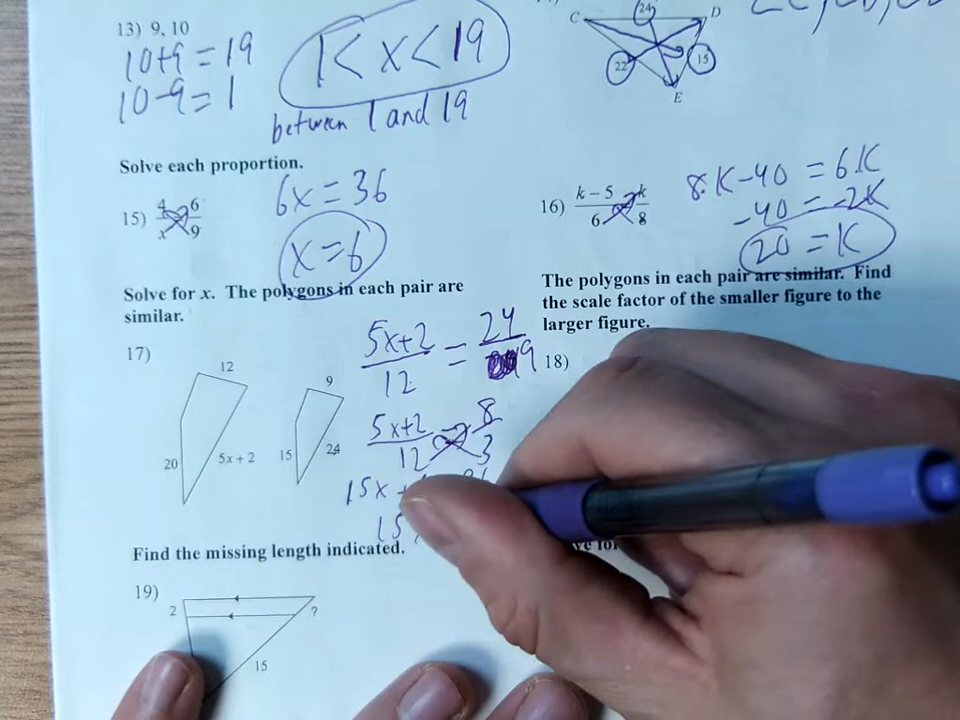 13) 9, 10
10+9 = 19
10-9 = 1
1 < x < 19
between 1 and 19
C
24
D
22
15
E
Solve each proportion.
15) 4/x 6/9
6x = 36
x = 6
16) k − 5/6 k/8
8·K-40 = 6·K
-40 = -2K
20 = K
Solve for x. The polygons in each pair are
similar.
17)
12
20
5x + 2
9
15
24
5x+2/12 = 24/9
5x+2/12 = 8/3
15x +
15
The polygons in each pair are similar. Find
the scale factor of the smaller figure to the
larger figure.
18)
Find the missing length indicated.
19)
2
?
15